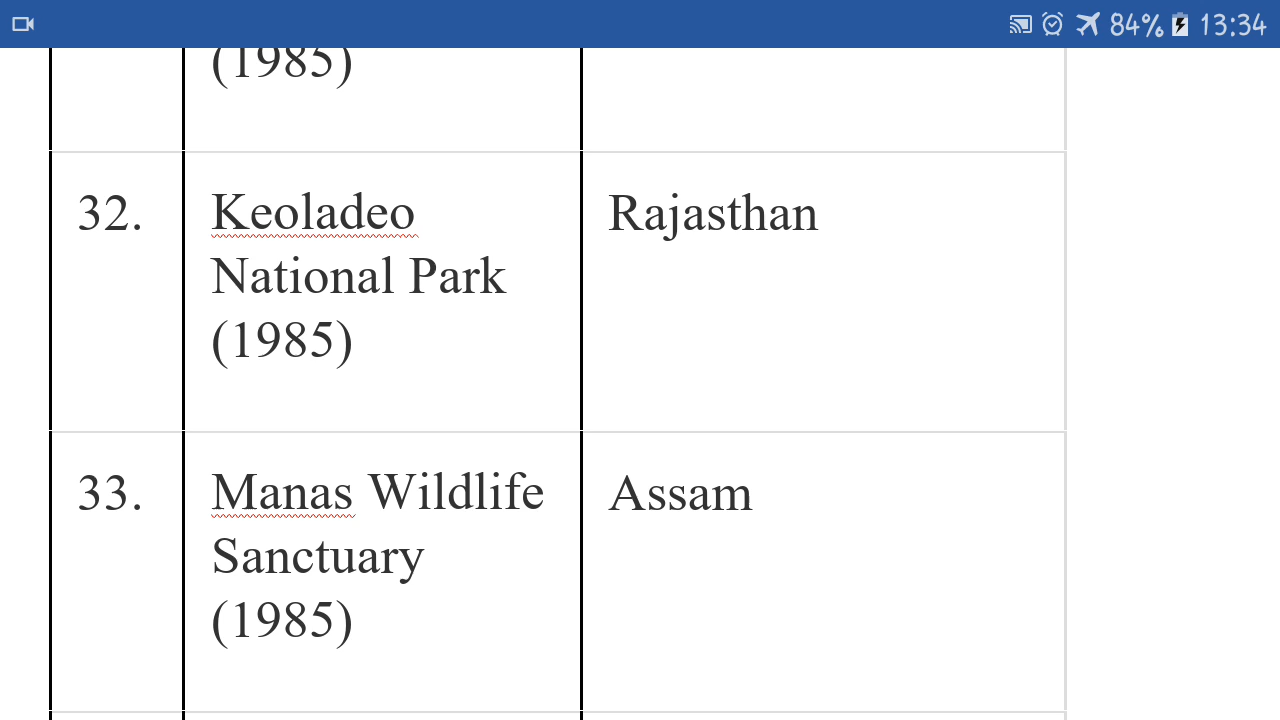 84% 13:34
(1985)
32. Keoladeo Rajasthan
National Park
(1985)
33. Manas Wildlife Assam
Sanctuary
(1985)